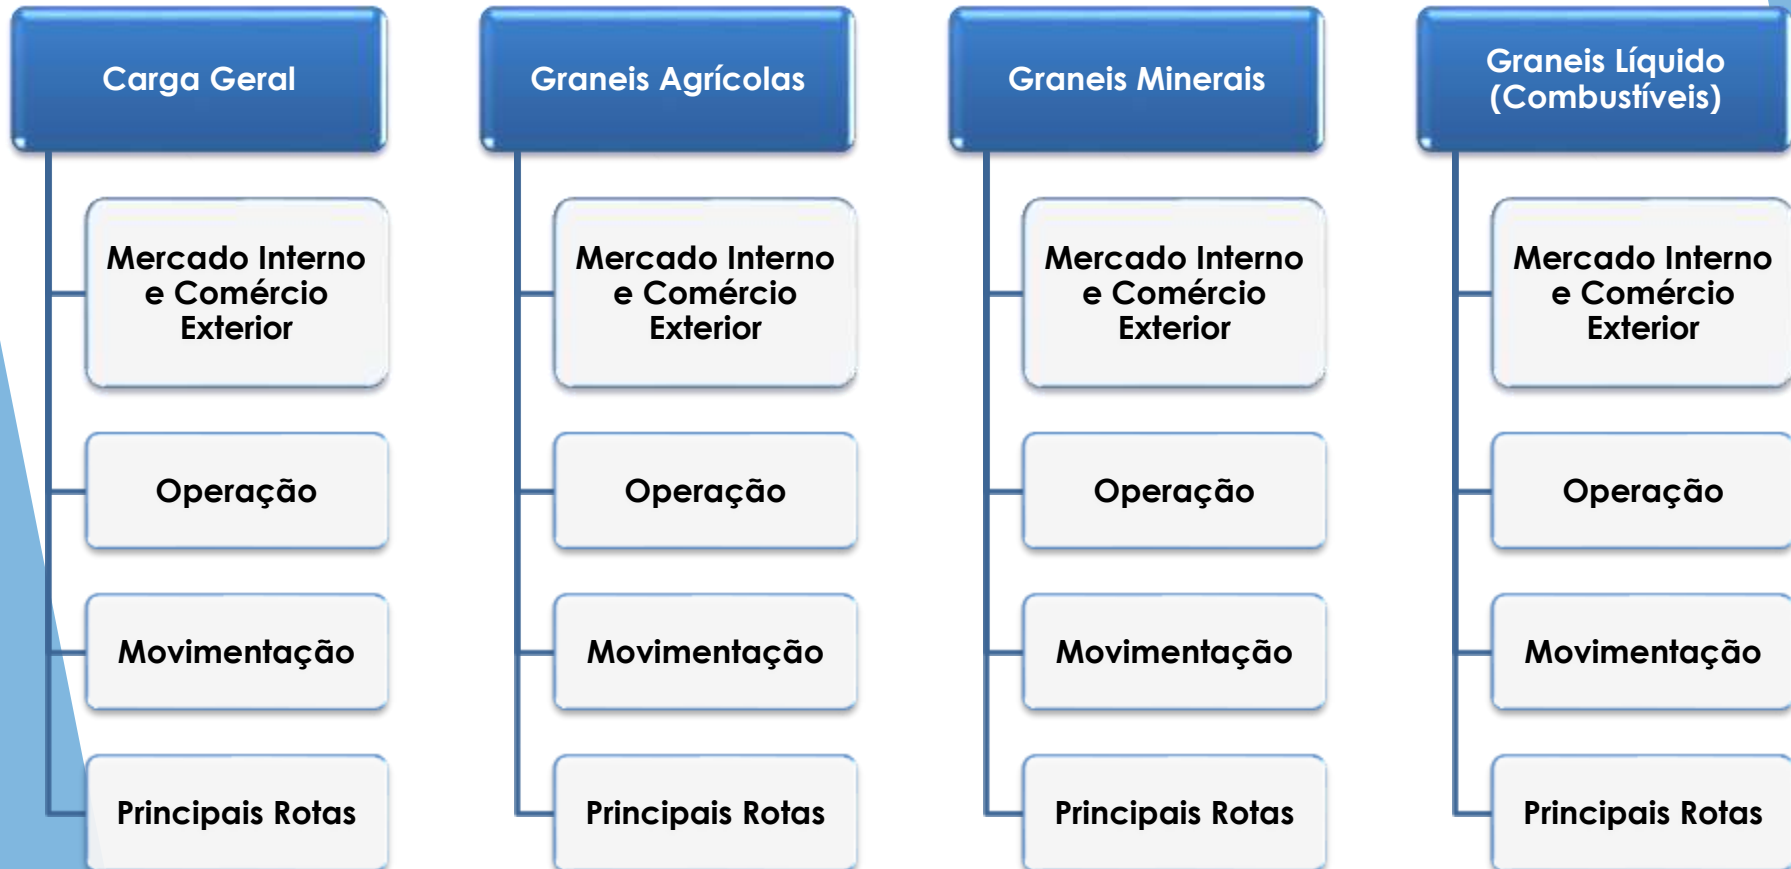 Carga Geral
Mercado Interno
e Comércio
Exterior
Operação
Movimentação
Principais Rotas
Graneis Agrícolas
Mercado Interno
e Comércio
Exterior
Operação
Movimentação
Principais Rotas
Graneis Minerais
Mercado Interno
e Comércio
Exterior
Operação
Movimentação
Principais Rotas
Graneis Líquido
(Combustíveis)
Mercado Interno
e Comércio
Exterior
Operação
Movimentação
Principais Rotas